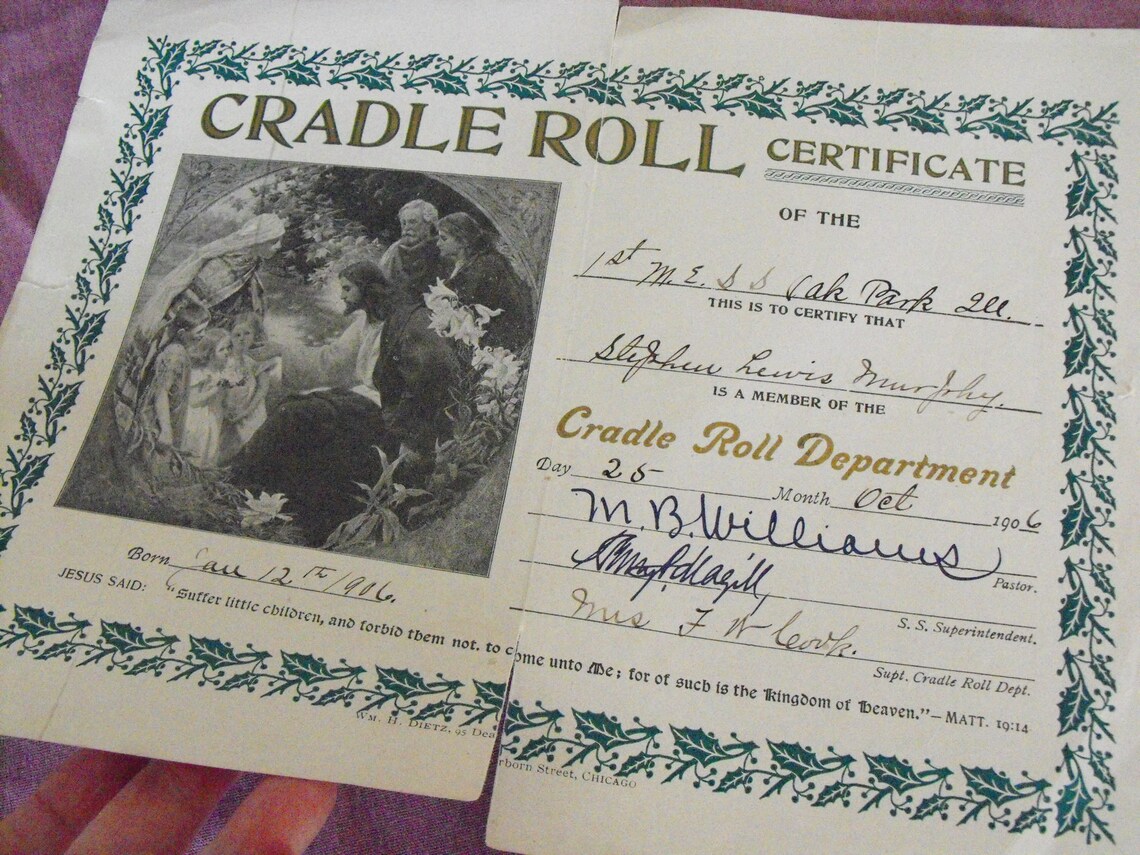 CRADLE ROLL CERTIFICATE
OF THE
1st M.E. S S Oak Park Ill.
THIS IS TO CERTIFY THAT
Stephen Lewis Murphy.
IS A MEMBER OF THE
Cradle Roll Department
Day 25 Month Oct 1906
M. B. Williams
Pastor.
Magill,
S. S. Superintendent.
Mrs F W Cook.
Supt. Cradle Roll Dept.
Born Jan 12th 1906.
JESUS SAID: "Suffer little children, and forbid them not, to come unto Me; for of such is the Kingdom of Heaven."—MATT. 19:14
WM. H. DIETZ, 95 Dearborn Street, CHICAGO